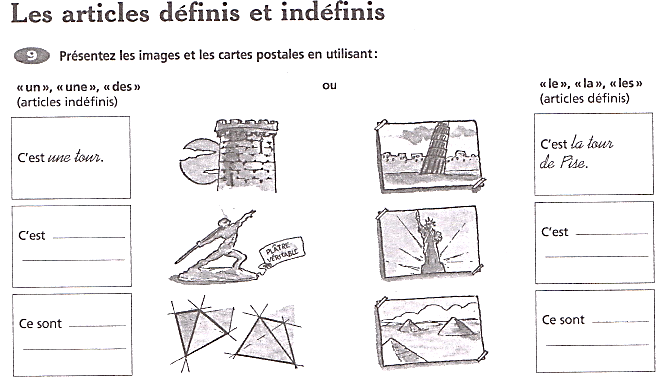 Les articles définis et indéfinis
9 Présentez les images et les cartes postales en utilisant :
« un », « une », « des »
(articles indéfinis)
ou
« le », « la », « les »
(articles définis)
C'est une tour.
C'est la tour
de Pise.
C'est
PLÂTRE
VÉRITABLE
C'est
Ce sont
Ce sont